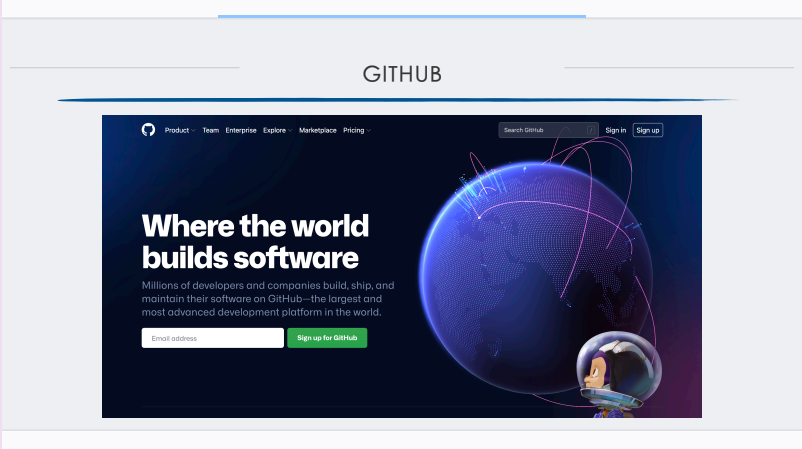 GITHUB
Product Team Enterprise Explore Marketplace Pricing Search GitHub / Sign in Sign up
Where the world
builds software
Millions of developers and companies build, ship, and
maintain their software on GitHub—the largest and
most advanced development platform in the world.
Email address Sign up for GitHub